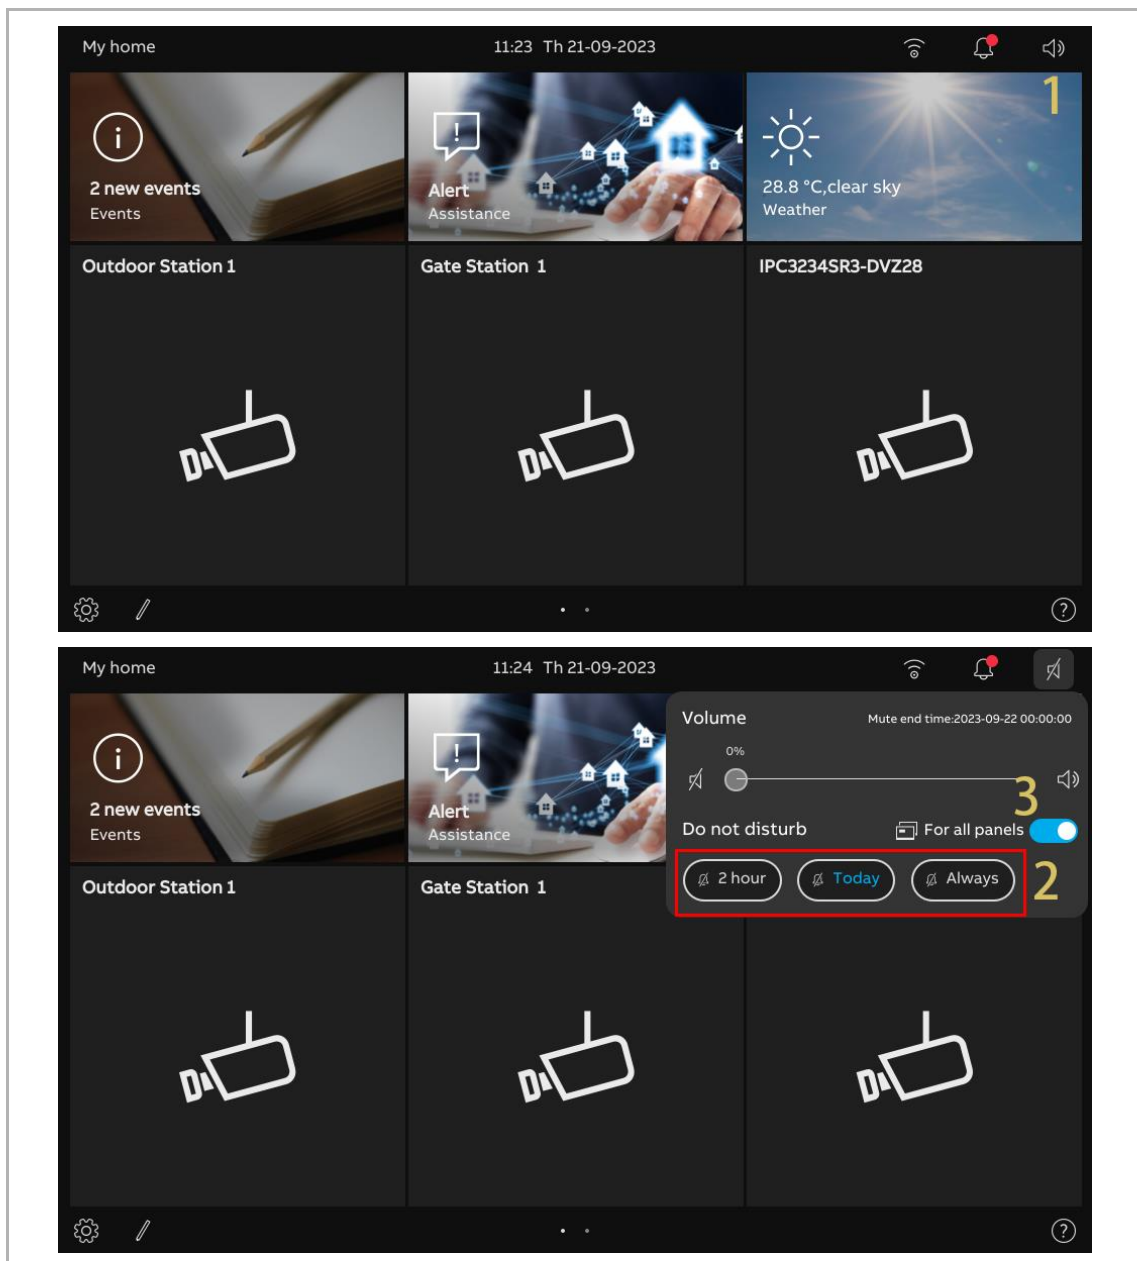 My home 11:23 Th 21-09-2023
1
i
!
2 new events
Events
Alert
Assistance
28.8 °C,clear sky
Weather
Outdoor Station 1
Gate Station 1
IPC3234SR3-DVZ28
?
My home 11:24 Th 21-09-2023
i
!
2 new events
Events
Alert
Assistance
Volume Mute end time:2023-09-22 00:00:00
0%
3
Do not disturb For all panels
2 hour Today Always 2
Outdoor Station 1
Gate Station 1
?